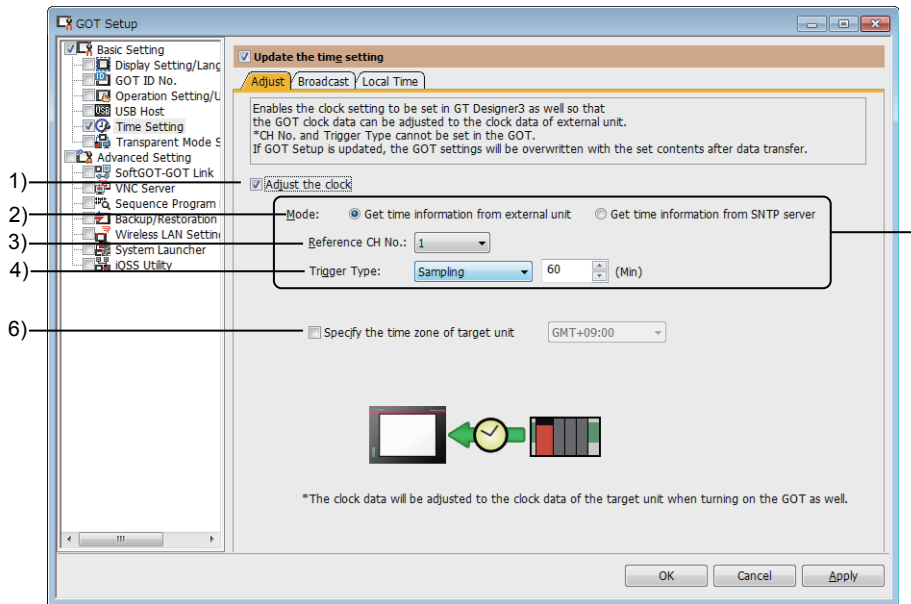 GOT Setup
Basic Setting
Display Setting/Lang
GOT ID No.
Operation Setting/U
USB Host
Time Setting
Transparent Mode S
Advanced Setting
SoftGOT-GOT Link
VNC Server
Sequence Program
Backup/Restoration
Wireless LAN Settin
System Launcher
iQSS Utility
Update the time setting
Adjust Broadcast Local Time
Enables the clock setting to be set in GT Designer3 as well so that
the GOT clock data can be adjusted to the clock data of external unit.
*CH No. and Trigger Type cannot be set in the GOT.
If GOT Setup is updated, the GOT settings will be overwritten with the set contents after data transfer.
1) Adjust the clock
2) Mode: Get time information from external unit Get time information from SNTP server
3) Reference CH No.: 1
4) Trigger Type: Sampling 60 (Min)
6) Specify the time zone of target unit GMT+09:00
*The clock data will be adjusted to the clock data of the target unit when turning on the GOT as well.
OK Cancel Apply